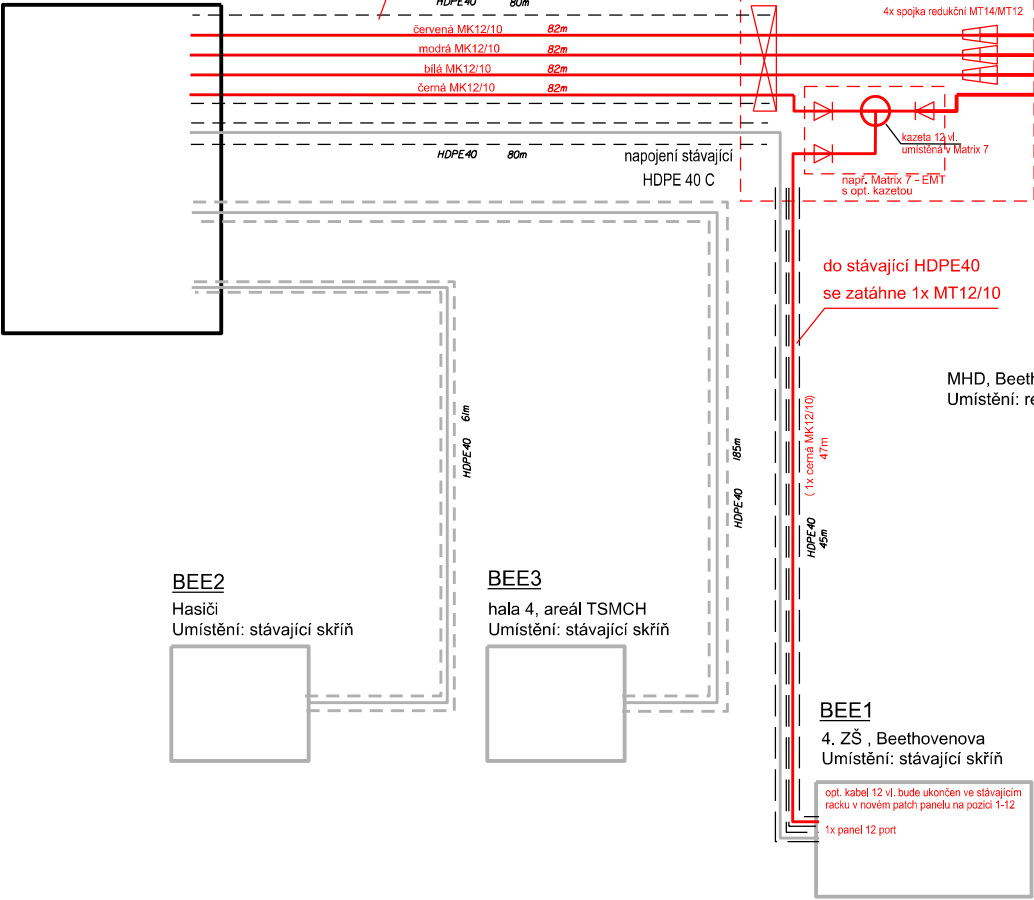 HDPE40 80m
4x spojka redukční MT14/MT12
červená MK12/10 82m
modrá MK12/10 82m
bílá MK12/10 82m
černá MK12/10 82m
kazeta 12 vl.
umístěná v Matrix 7
HDPE40 80m
napojení stávající
HDPE 40 C
např. Matrix 7 - EMT
s opt. kazetou
do stávající HDPE40
se zatáhne 1x MT12/10
MHD, Beeth
Umístění: re
HDPE40 61m
HDPE40 185m
(1x cerná MK12/10)
47m
HDPE40
45m
BEE2
Hasiči
Umístění: stávající skříň
BEE3
hala 4, areál TSMCH
Umístění: stávající skříň
BEE1
4. ZŠ , Beethovenova
Umístění: stávající skříň
opt. kabel 12 vl. bude ukončen ve stávajícím
racku v novém patch panelu na pozici 1-12
1x panel 12 port